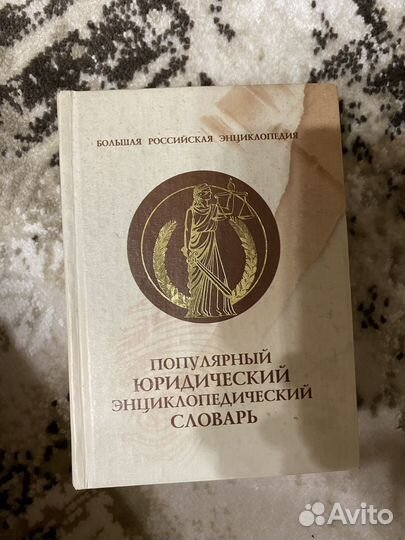 БОЛЬШАЯ РОССИЙСКАЯ ЭНЦИКЛОПЕДИЯ
ПОПУЛЯРНЫЙ
ЮРИДИЧЕСКИЙ
ЭНЦИКЛОПЕДИЧЕСКИЙ
СЛОВАРЬ
Avito